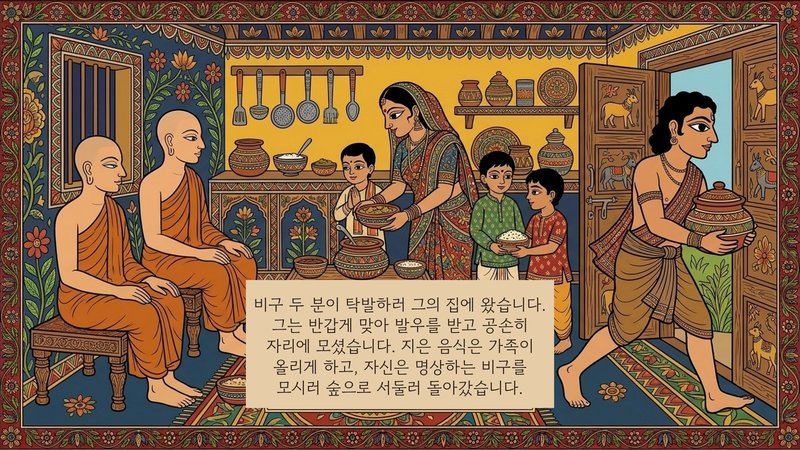 비구 두 분이 탁발하러 그의 집에 왔습니다.
그는 반갑게 맞아 발우를 받고 공손히
자리에 모셨습니다. 지은 음식은 가족이
올리게 하고, 자신은 명상하는 비구를
모시러 숲으로 서둘러 돌아갔습니다.